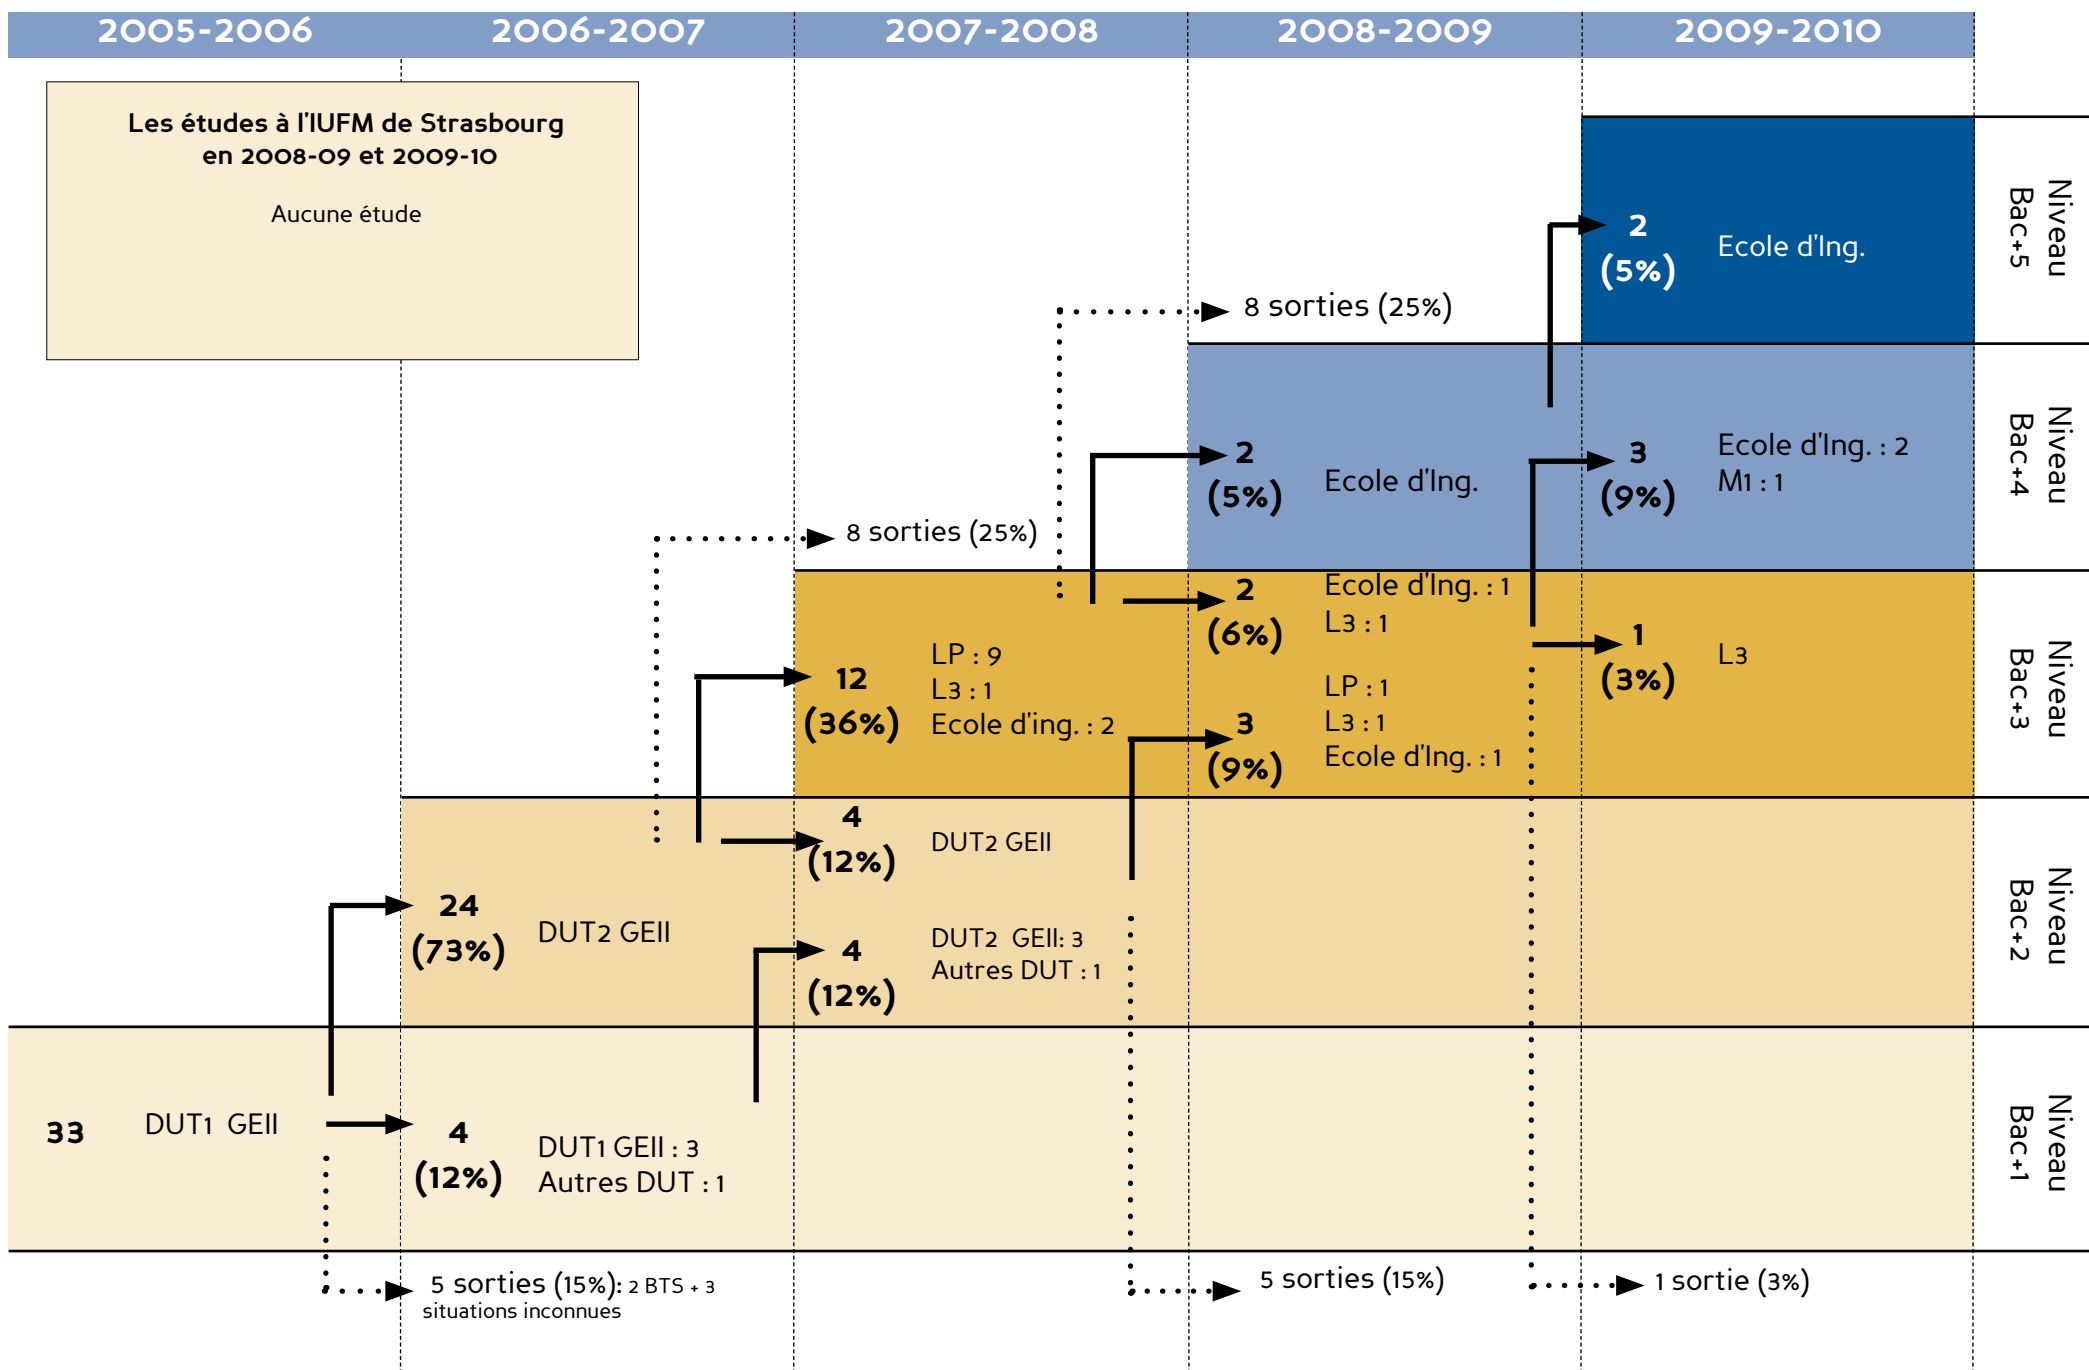 2005-2006 2006-2007 2007-2008 2008-2009 2009-2010
Les études à l'IUFM de Strasbourg
en 2008-09 et 2009-10
Aucune étude
Niveau
Bac+5
2
(5%)
Ecole d'Ing.
8 sorties (25%)
Niveau
Bac+4
2
(5%)
Ecole d'Ing.
3
(9%)
Ecole d'Ing. : 2
M1 : 1
8 sorties (25%)
Niveau
Bac+3
12
(36%)
LP : 9
L3 : 1
Ecole d'ing. : 2
2
(6%)
Ecole d'Ing. : 1
L3 : 1
3
(9%)
LP : 1
L3 : 1
Ecole d'Ing. : 1
1
(3%)
L3
Niveau
Bac+2
24
(73%)
DUT2 GEII
4
(12%)
DUT2 GEII
4
(12%)
DUT2 GEII: 3
Autres DUT : 1
Niveau
Bac+1
33
DUT1 GEII
4
(12%)
DUT1 GEII : 3
Autres DUT : 1
5 sorties (15%): 2 BTS + 3
situations inconnues
5 sorties (15%)
1 sortie (3%)